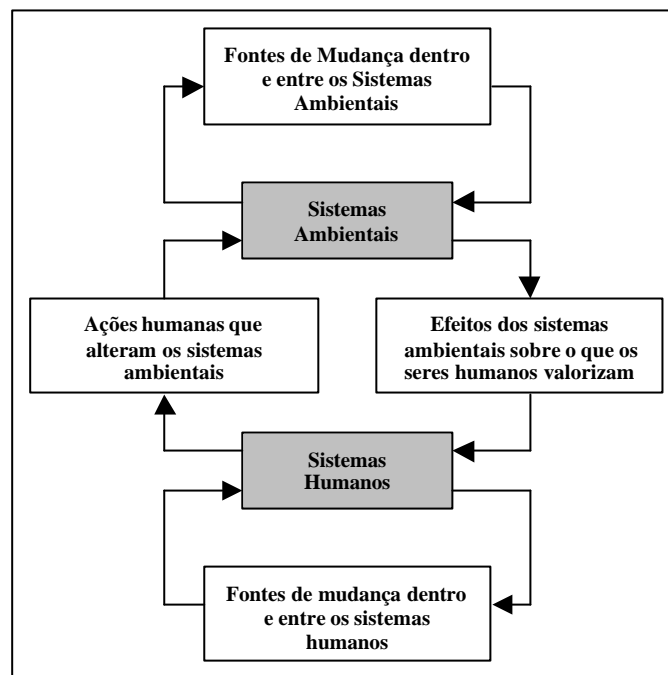 Fontes de Mudança dentro
e entre os Sistemas
Ambientais
Sistemas
Ambientais
Ações humanas que
alteram os sistemas
ambientais
Efeitos dos sistemas
ambientais sobre o que os
seres humanos valorizam
Sistemas
Humanos
Fontes de mudança dentro
e entre os sistemas
humanos